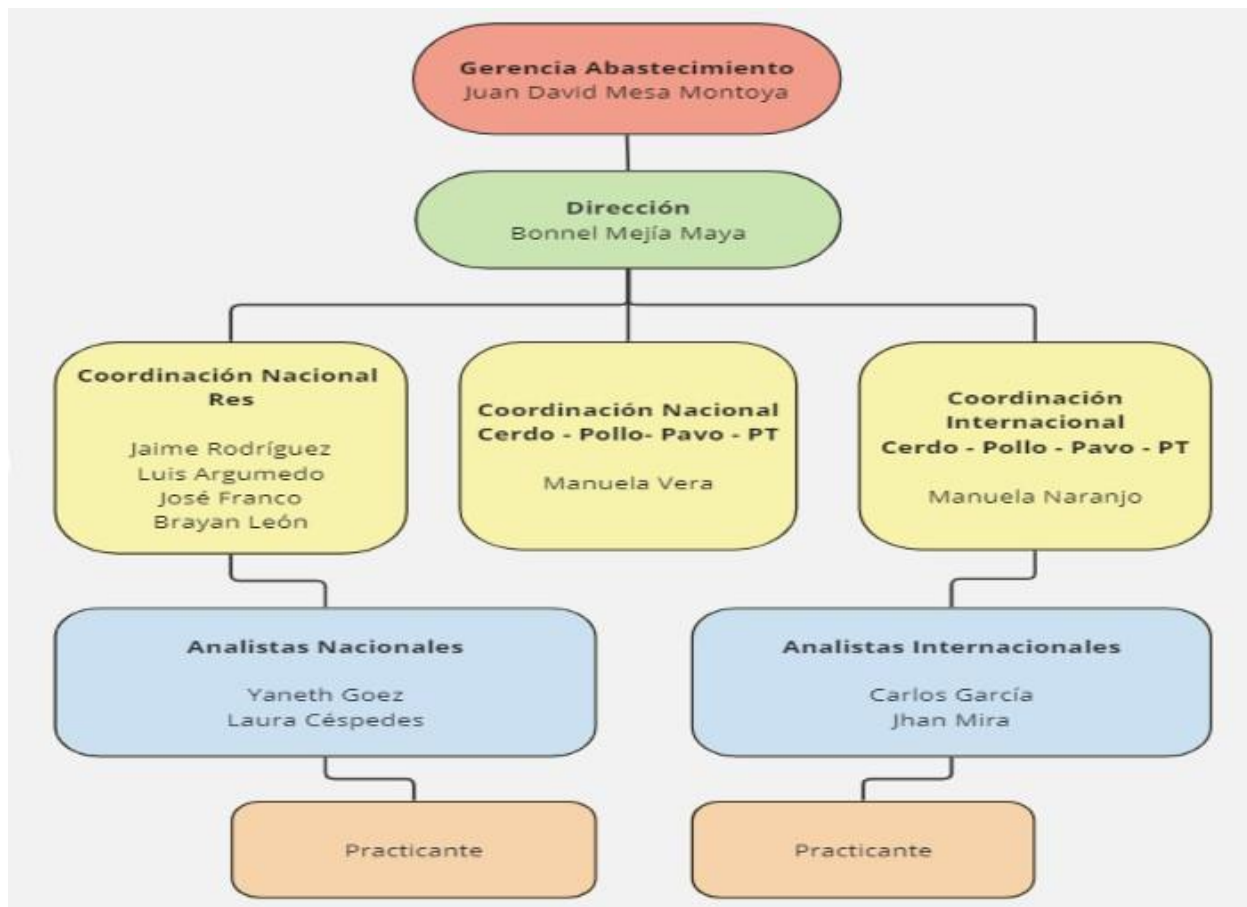 Gerencia Abastecimiento
Juan David Mesa Montoya
Dirección
Bonnel Mejía Maya
Coordinación Nacional
Res
Jaime Rodríguez
Luis Argumedo
José Franco
Brayan León
Coordinación Nacional
Cerdo - Pollo- Pavo - PT
Manuela Vera
Coordinación
Internacional
Cerdo - Pollo - Pavo - PT
Manuela Naranjo
Analistas Nacionales
Yaneth Goez
Laura Céspedes
Analistas Internacionales
Carlos García
Jhan Mira
Practicante
Practicante